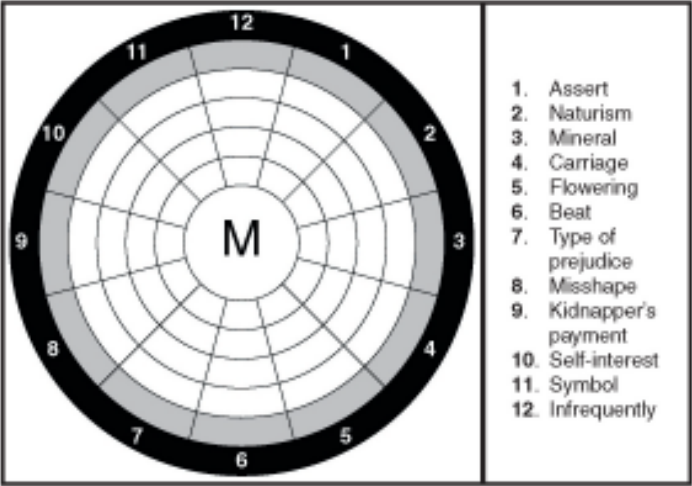 12
11
1
10
2
9
M
3
8
4
7
5
6
1. Assert
2. Naturism
3. Mineral
4. Carriage
5. Flowering
6. Beat
7. Type of
prejudice
8. Misshape
9. Kidnapper's
payment
10. Self-interest
11. Symbol
12. Infrequently